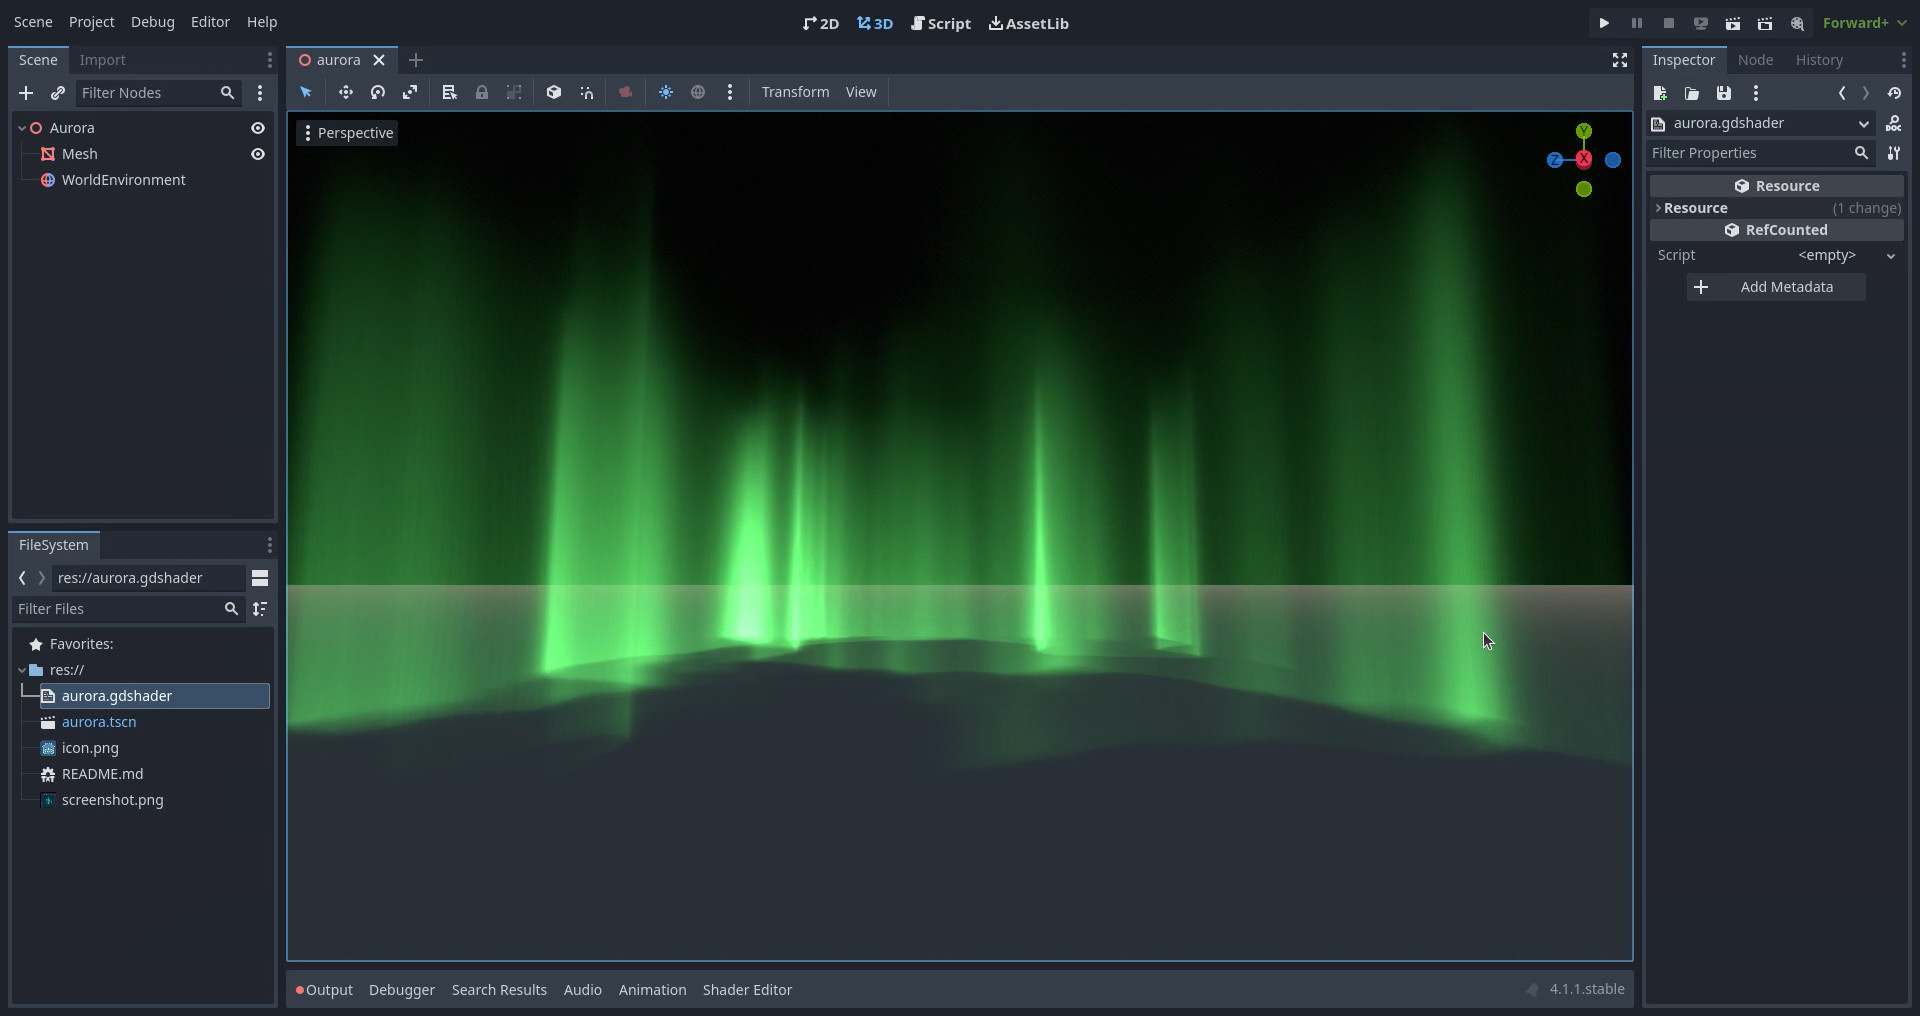 Scene Project Debug Editor Help
2D 3D Script AssetLib
Forward+
Scene Import
Filter Nodes
Aurora
Mesh
WorldEnvironment
FileSystem
res://aurora.gdshader
Filter Files
Favorites:
res://
aurora.gdshader
aurora.tscn
icon.png
README.md
screenshot.png
aurora
Transform View
Perspective
Y
Z X
Output Debugger Search Results Audio Animation Shader Editor
4.1.1.stable
Inspector Node History
aurora.gdshader
DOC
Filter Properties
Resource
Resource (1 change)
RefCounted
Script <empty>
Add Metadata